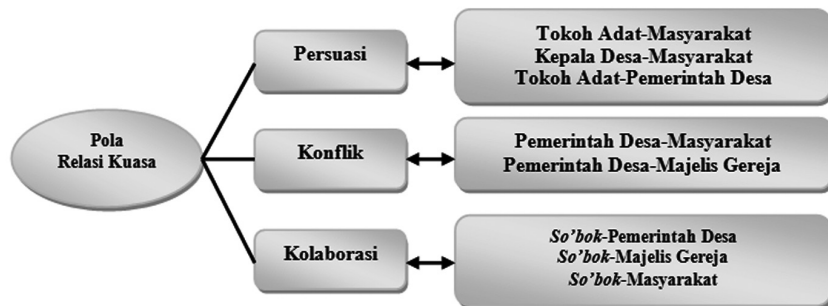 Pola
Relasi Kuasa
Persuasi
Tokoh Adat-Masyarakat
Kepala Desa-Masyarakat
Tokoh Adat-Pemerintah Desa
Konflik
Pemerintah Desa-Masyarakat
Pemerintah Desa-Majelis Gereja
Kolaborasi
So’bok-Pemerintah Desa
So’bok-Majelis Gereja
So’bok-Masyarakat